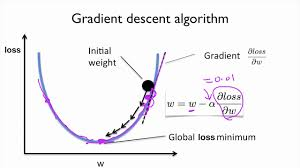 Gradient descent algorithm
loss
Initial
weight
Gradient ∂loss/∂w
=0.01
w = w − α ∂loss/∂w
Global loss minimum
w